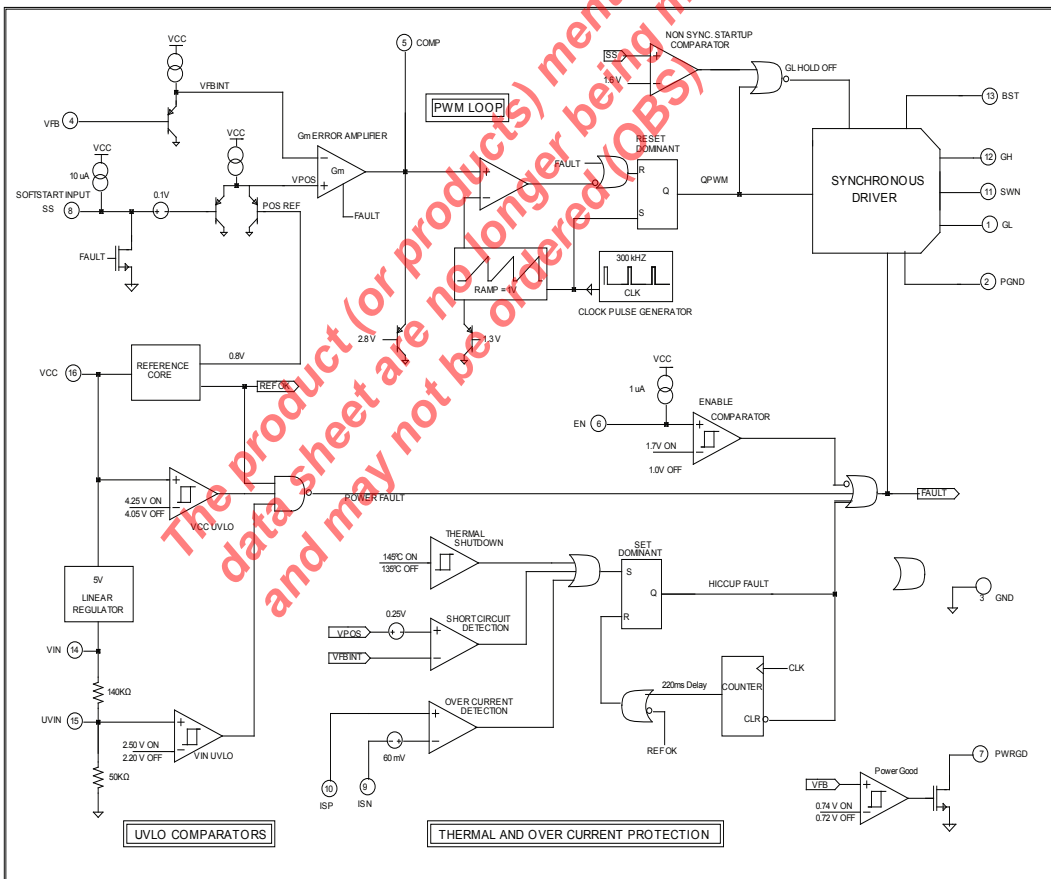 VCC
VFBINT
VFB 4
VCC
10 uA
SOFTSTART INPUT
SS 8
0.1V
FAULT
VCC
VPOS
POS REF
Gm ERROR AMPLIFIER
−
+
Gm
FAULT
5 COMP
PWM LOOP
NON SYNC. STARTUP
COMPARATOR
SS
+
1.6 V
−
GL HOLD OFF
FAULT
RESET
DOMINANT
R
Q
S
QPWM
+
−
RAMP = 1V
300 kHZ
CLK
CLOCK PULSE GENERATOR
2.8 V
1.3 V
SYNCHRONOUS
DRIVER
13 BST
12 GH
11 SWN
1 GL
2 PGND
VCC 16
REFERENCE
CORE
0.8V
REF OK
VCC
1 uA
EN 6
ENABLE
COMPARATOR
+
−
1.7V ON
1.0V OFF
+
−
4.25 V ON
4.05 V OFF
VCC UVLO
POWER FAULT
FAULT
5V
LINEAR
REGULATOR
THERMAL
SHUTDOWN
145ºC ON
135ºC OFF
SET
DOMINANT
S
Q
R
HICCUP FAULT
3 GND
0.25V
VPOS
VFBINT
+
−
SHORT CIRCUIT
DETECTION
VIN 14
140KΩ
UVIN 15
50KΩ
+
−
2.50 V ON
2.20 V OFF
VIN UVLO
OVER CURRENT
DETECTION
+
−
60 mV
10
ISP
9
ISN
220ms Delay
REF OK
COUNTER
CLK
CLR
7 PWRGD
Power Good
VFB
+
−
0.74 V ON
0.72 V OFF
UVLO COMPARATORS
THERMAL AND OVER CURRENT PROTECTION
The product (or products) ment
data sheet are no longer being m
and may not be ordered (OBS)